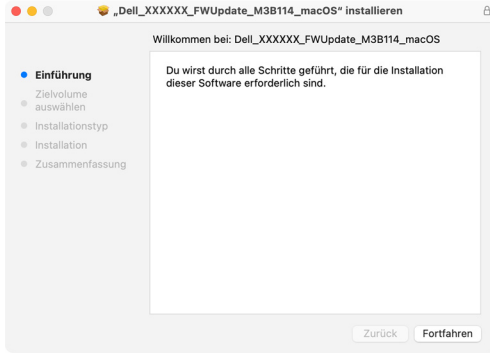 „Dell_XXXXXX_FWUpdate_M3B114_macOS“ installieren
Willkommen bei: Dell_XXXXXX_FWUpdate_M3B114_macOS
Einführung
Zielvolume
auswählen
Installationstyp
Installation
Zusammenfassung
Du wirst durch alle Schritte geführt, die für die Installation
dieser Software erforderlich sind.
Zurück
Fortfahren